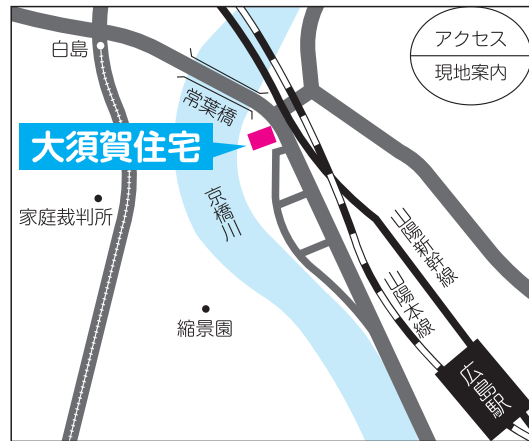 アクセス
現地案内
白島
常葉橋
大須賀住宅
京橋川
家庭裁判所
山陽新幹線
山陽本線
縮景園
広島駅